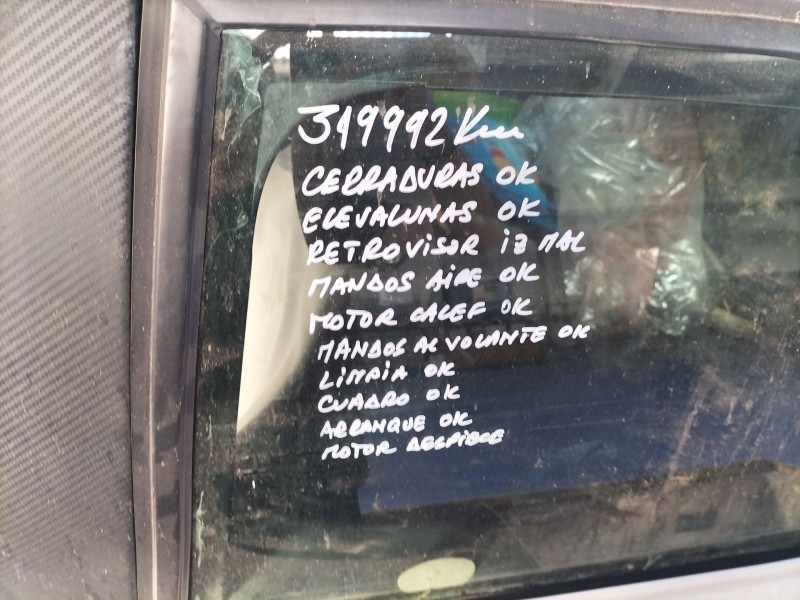 319992 Km
CERRADURAS OK
ELEVALUNAS OK
RETROVISOR IZ MAL
MANDOS AIRE OK
MOTOR CALEF OK
MANDOS AL VOLANTE OK
LIMPIA OK
CUADRO OK
ARRANQUE OK
MOTOR DESPIECE